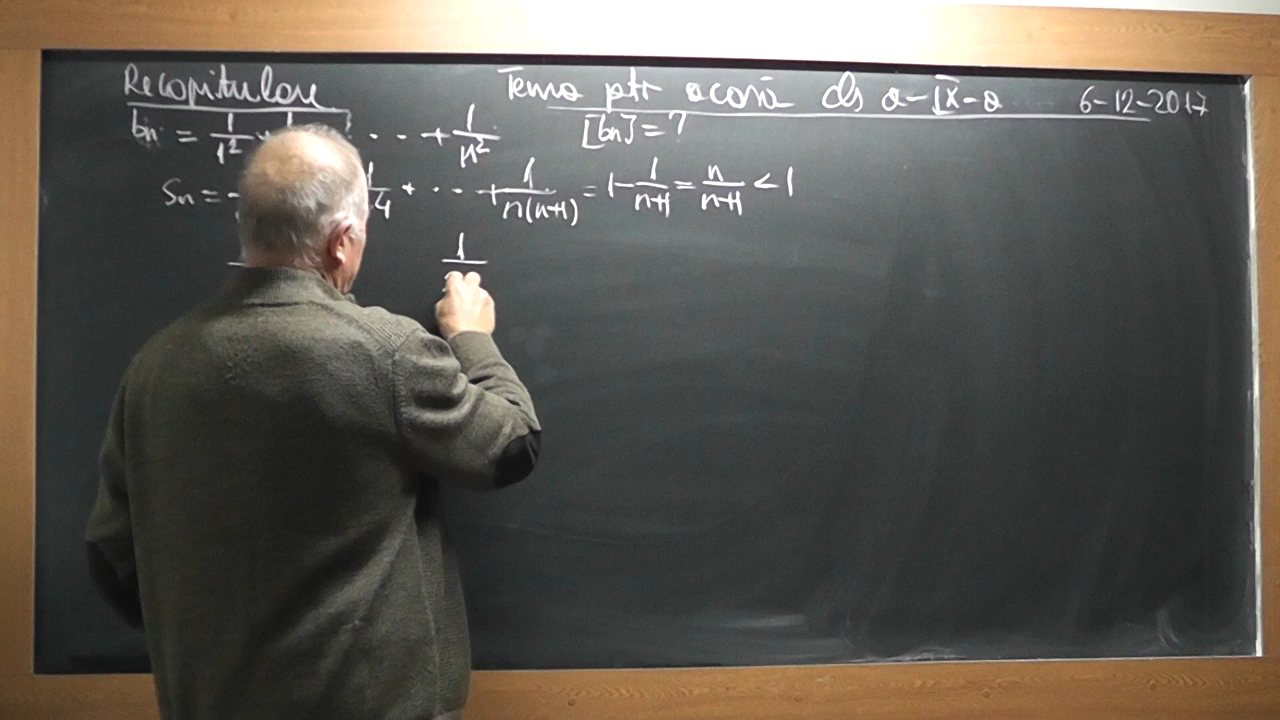 Recapitulare Tema ptr acasă cls a-IX-a 6-12-2017
bn = 1/1² + 1 ... + 1/n² [bn] = ?
Sn = 1/4 + ... + 1/n(n+1) = 1 - 1/n+1 = n/n+1 < 1
1